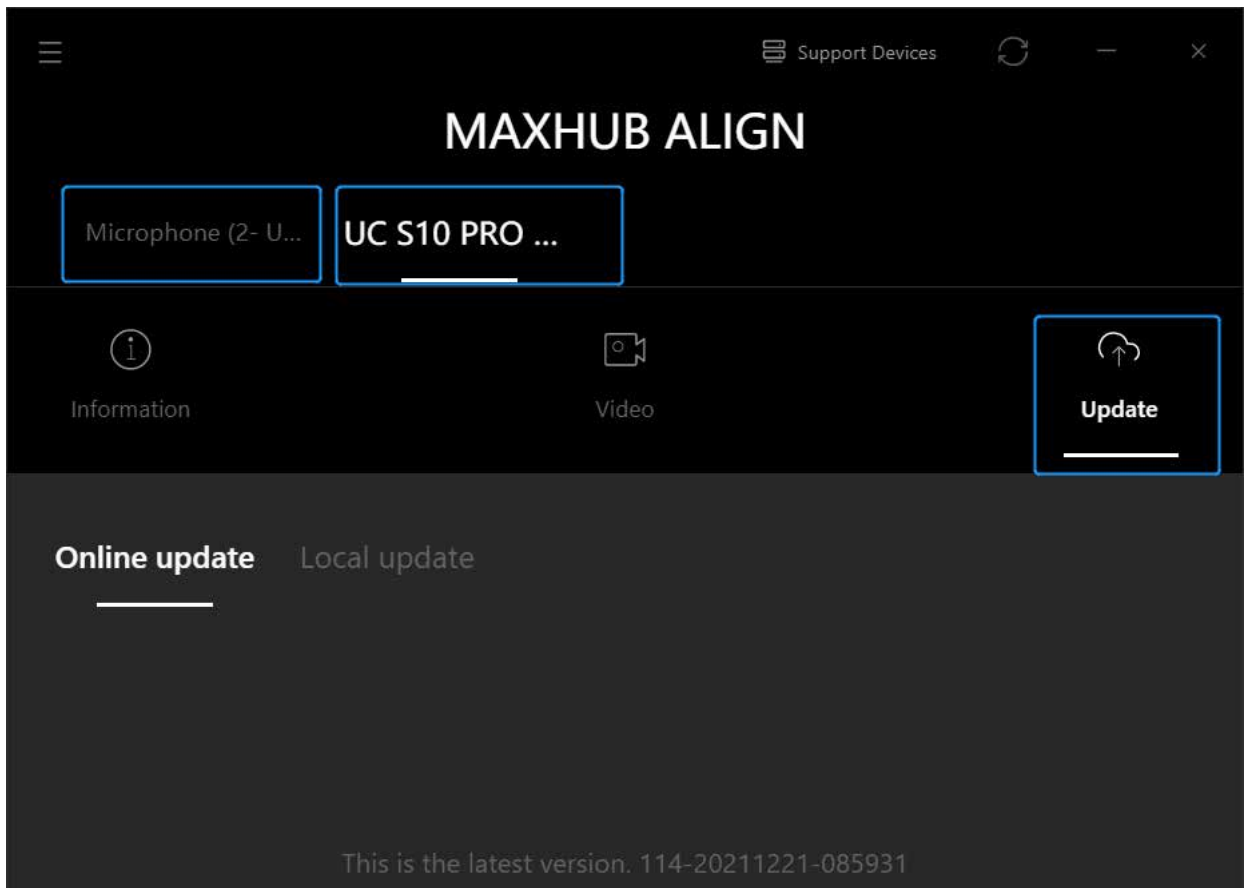 Support Devices
MAXHUB ALIGN
Microphone (2- U...
UC S10 PRO ...
Information
Video
Update
Online update
Local update
This is the latest version. 114-20211221-085931